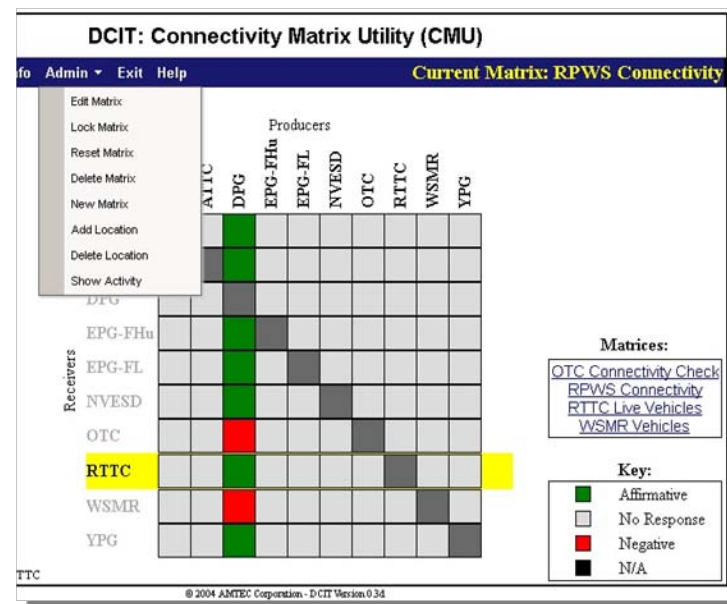 DCIT: Connectivity Matrix Utility (CMU)
fo Admin Exit Help Current Matrix: RPWS Connectivity
Edit Matrix
Lock Matrix
Reset Matrix
Delete Matrix
New Matrix
Add Location
Delete Location
Show Activity
Producers
ATTC DPG EPG-FHu EPG-FL NVESD OTC RTTC WSMR YPG
Receivers
DPG
EPG-FHu
EPG-FL
NVESD
OTC
RTTC
WSMR
YPG
Matrices:
OTC Connectivity Check
RPWS Connectivity
RTTC Live Vehicles
WSMR Vehicles
Key:
Affirmative
No Response
Negative
N/A
TTC
© 2004 AMTEC Corporation - DCIT Version 0.3d